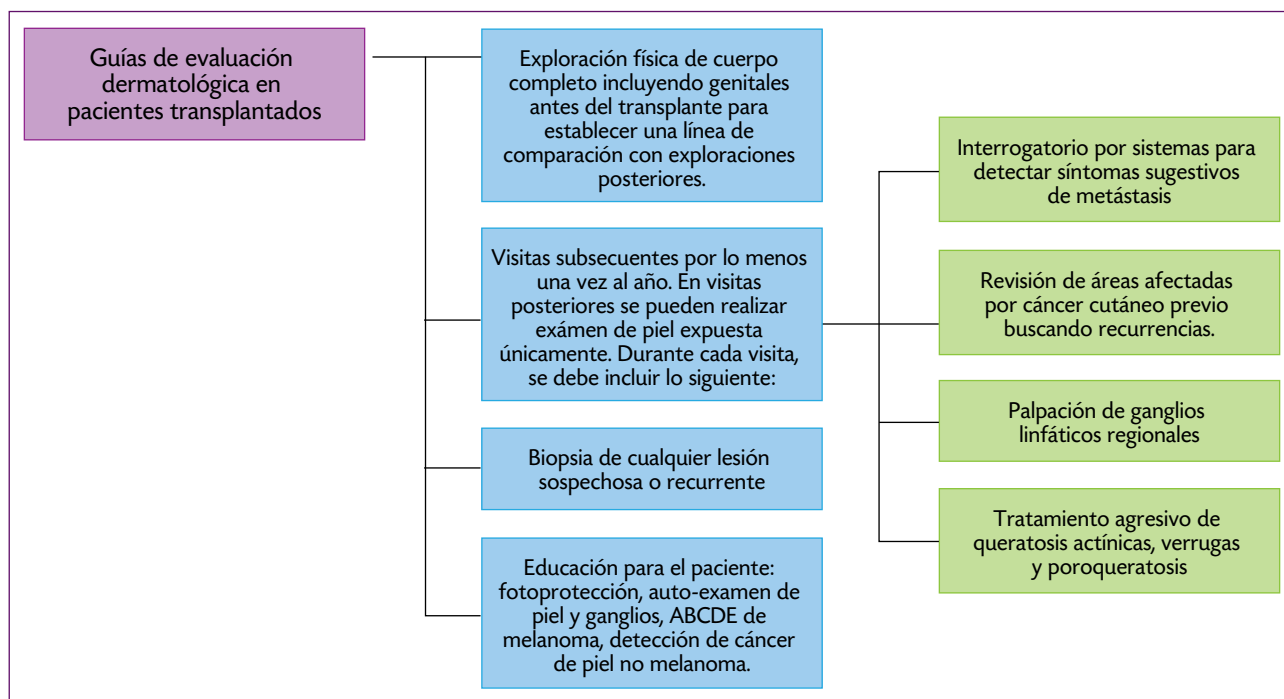 Guías de evaluación
dermatológica en
pacientes transplantados
Exploración física de cuerpo
completo incluyendo genitales
antes del transplante para
establecer una línea de
comparación con exploraciones
posteriores.
Visitas subsecuentes por lo menos
una vez al año. En visitas
posteriores se pueden realizar
exámen de piel expuesta
únicamente. Durante cada visita,
se debe incluir lo siguiente:
Biopsia de cualquier lesión
sospechosa o recurrente
Educación para el paciente:
fotoprotección, auto-examen de
piel y ganglios, ABCDE de
melanoma, detección de cáncer
de piel no melanoma.
Interrogatorio por sistemas para
detectar síntomas sugestivos
de metástasis
Revisión de áreas afectadas
por cáncer cutáneo previo
buscando recurrencias.
Palpación de ganglios
linfáticos regionales
Tratamiento agresivo de
queratosis actínicas, verrugas
y poroqueratosis